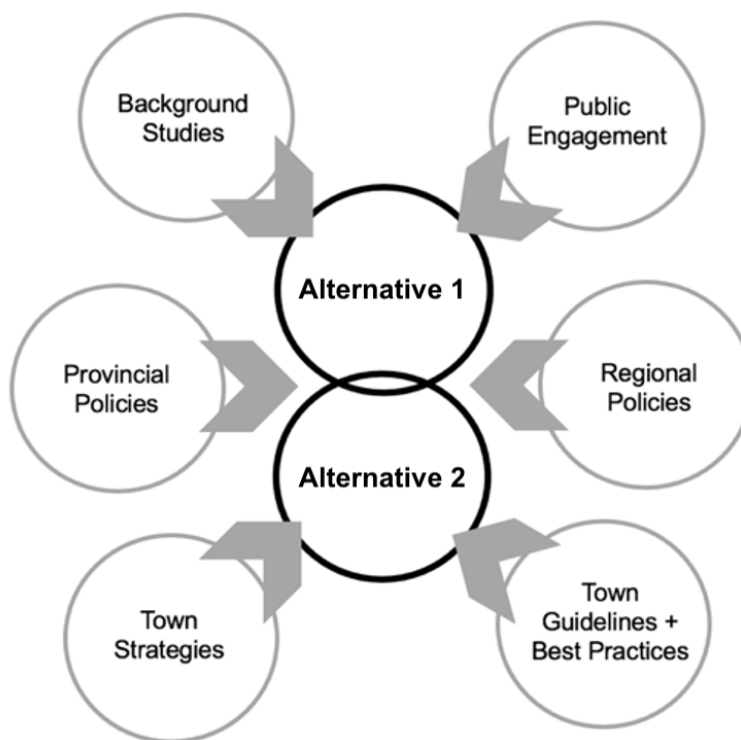 Background
Studies
Public
Engagement
Alternative 1
Provincial
Policies
Regional
Policies
Alternative 2
Town
Strategies
Town
Guidelines +
Best Practices